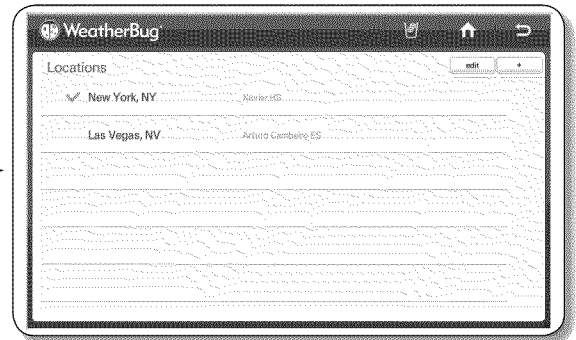 WeatherBug
Locations
edit +
New York, NY Xavier HS
Las Vegas, NV Arturo Cambeiro ES